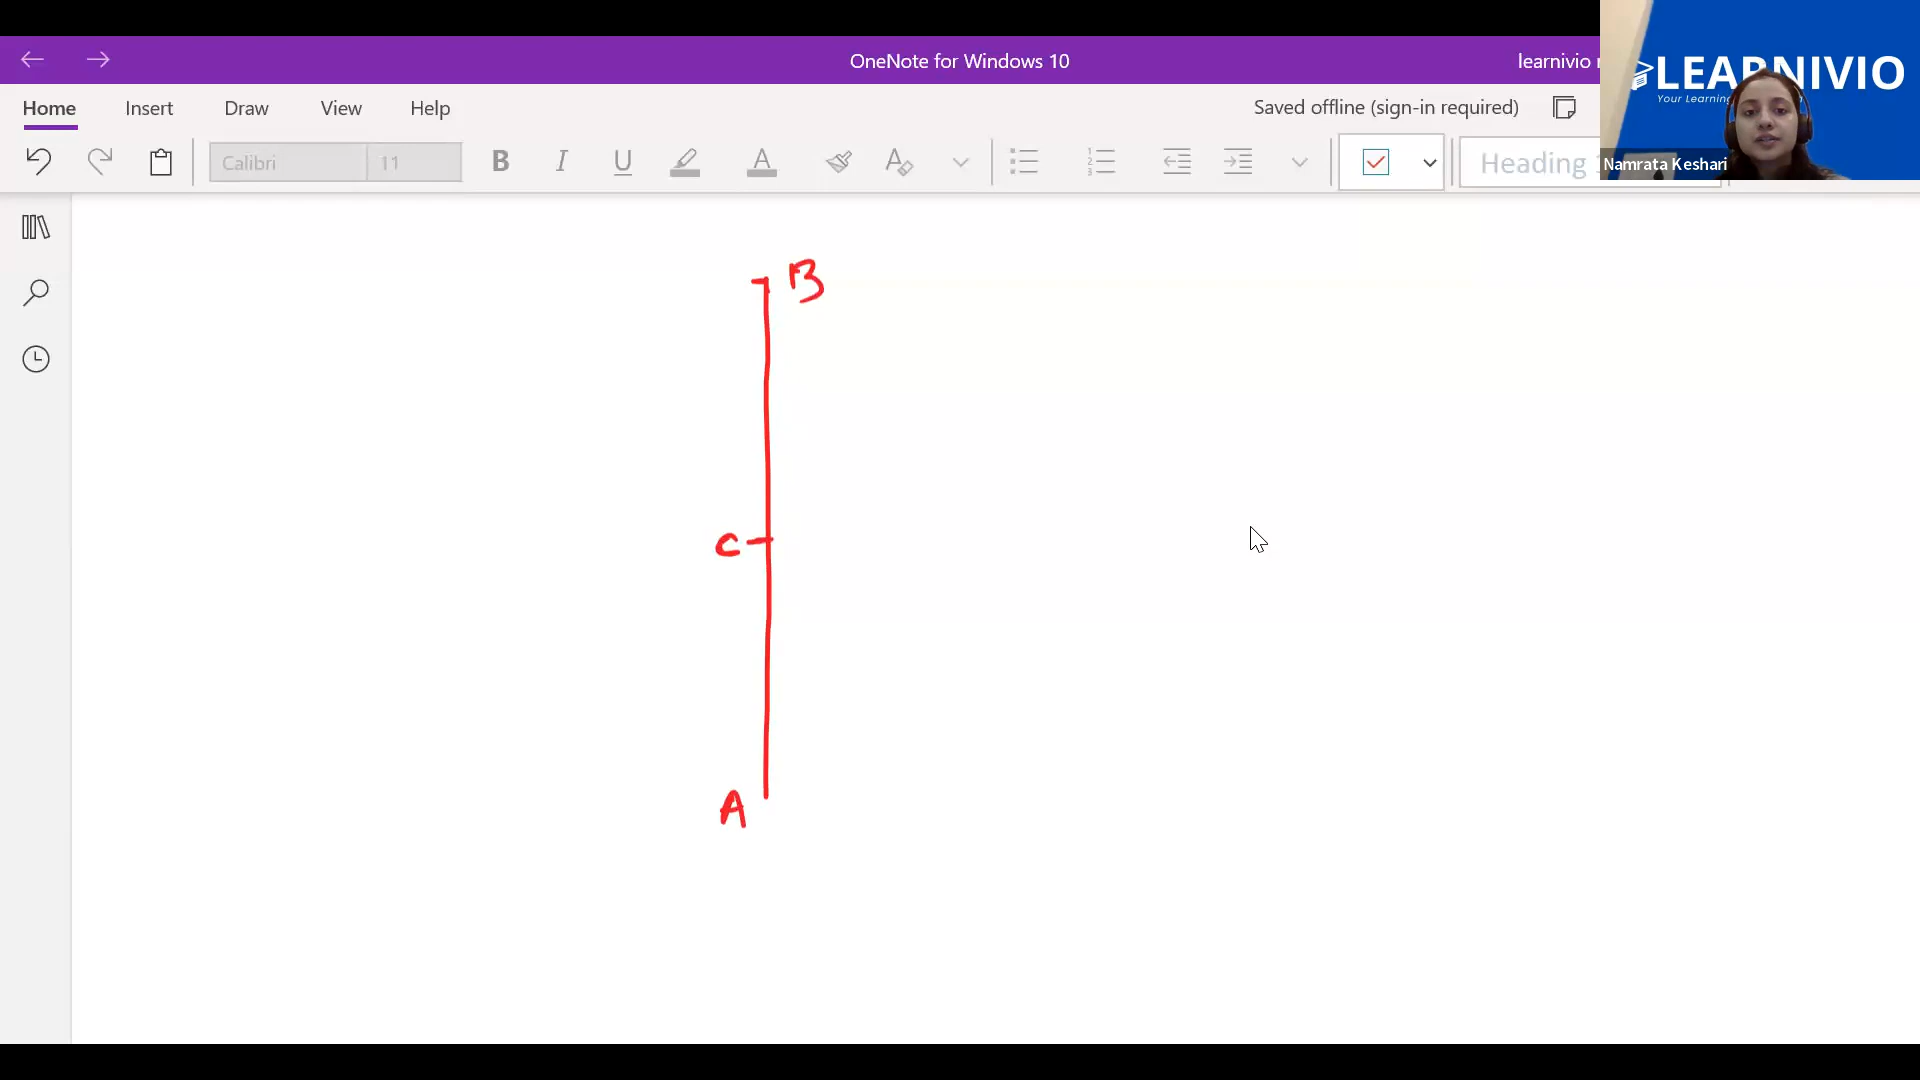 OneNote for Windows 10
learnivio
LEARNIVIO
Your Learning
Namrata Keshari
Home Insert Draw View Help
Saved offline (sign-in required)
Calibri 11 B I U A A Heading
B
C
A